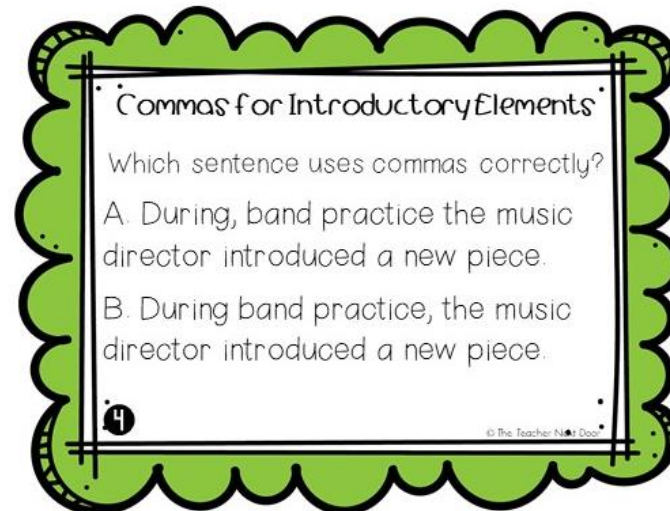 Commas for Introductory Elements
Which sentence uses commas correctly?
A. During, band practice the music
director introduced a new piece.
B. During band practice, the music
director introduced a new piece.
4
© The Teacher Next Door